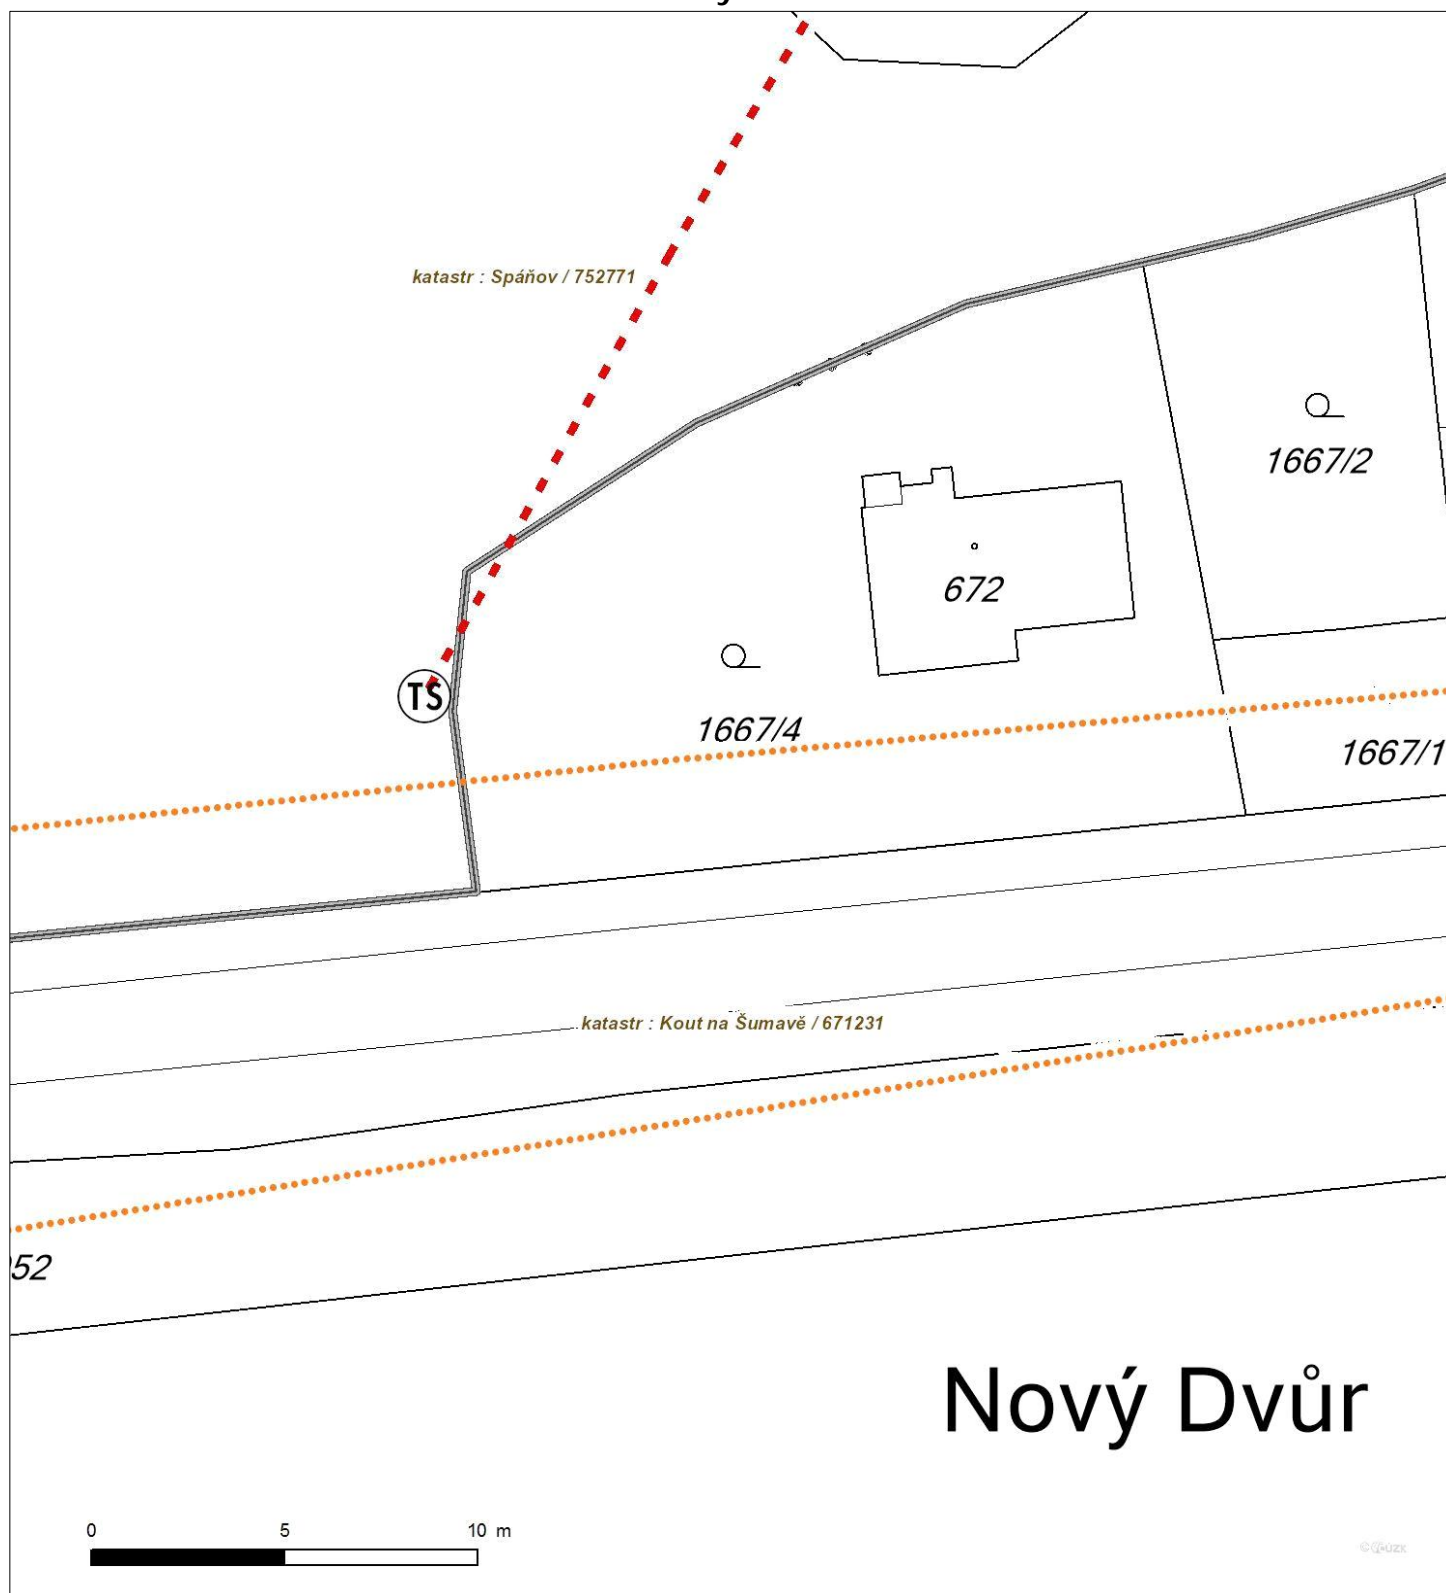 katastr : Spáňov / 752771
1667/2
672
TS
1667/4
1667/1
katastr : Kout na Šumavě / 671231
52
Nový Dvůr
0 5 10 m